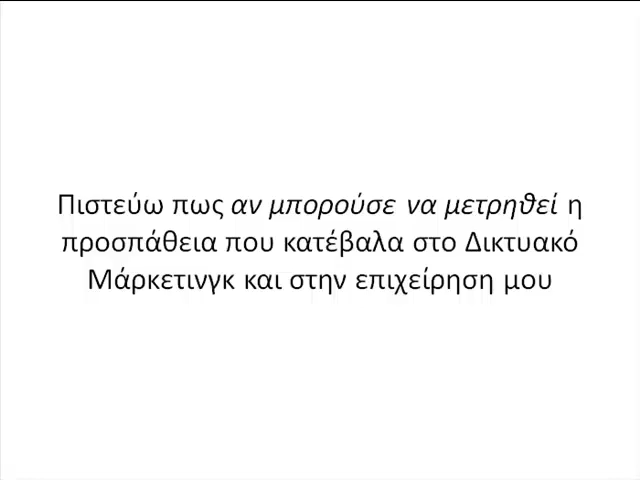 Πιστεύω πως αν μπορούσε να μετρηθεί η
προσπάθεια που κατέβαλα στο Δικτυακό
Μάρκετινγκ και στην επιχείρηση μου